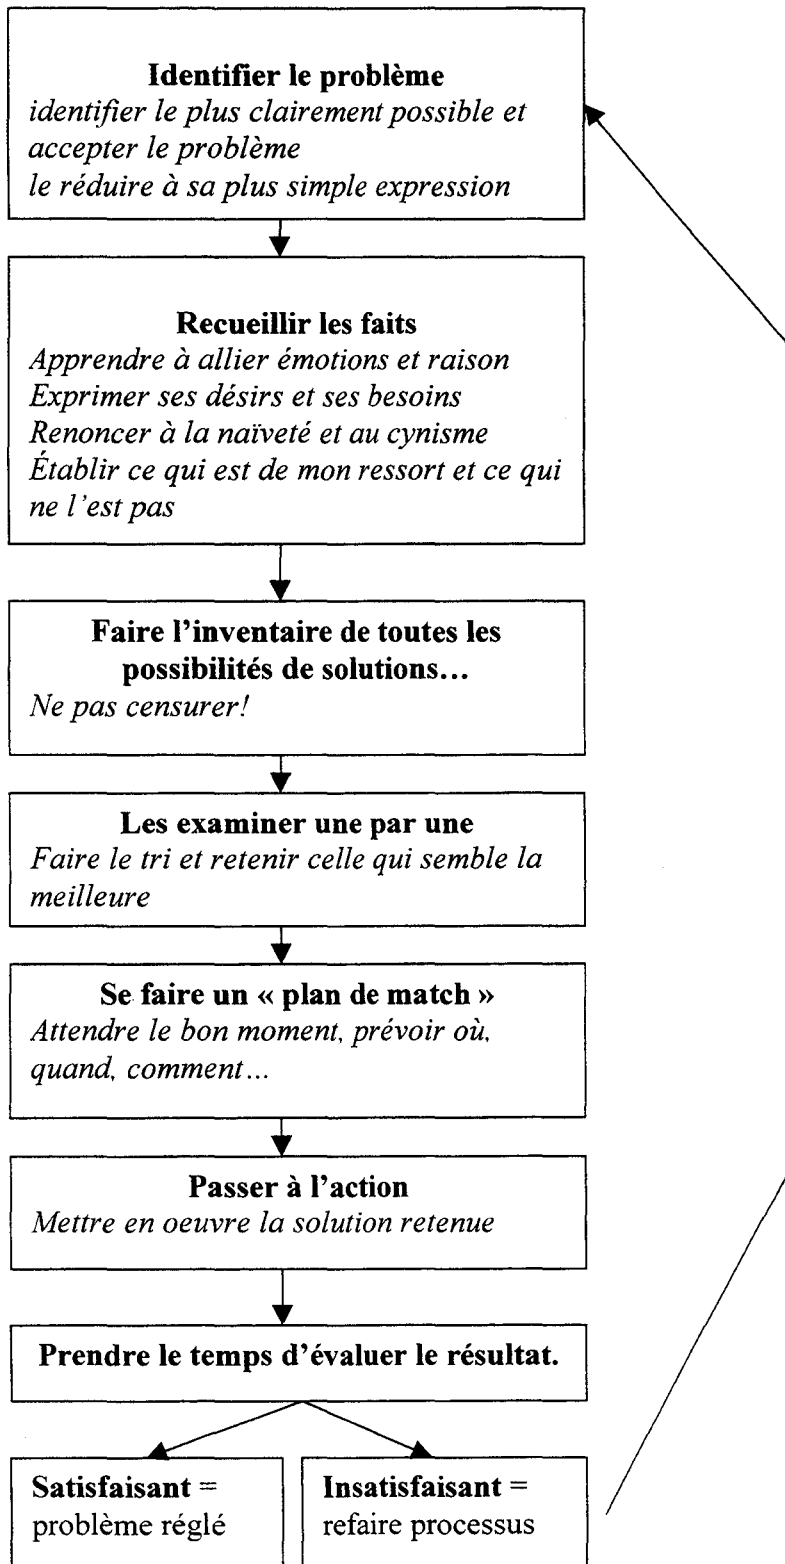 Identifier le problème
identifier le plus clairement possible et
accepter le problème
le réduire à sa plus simple expression
Recueillir les faits
Apprendre à allier émotions et raison
Exprimer ses désirs et ses besoins
Renoncer à la naïveté et au cynisme
Établir ce qui est de mon ressort et ce qui
ne l'est pas
Faire l'inventaire de toutes les
possibilités de solutions...
Ne pas censurer!
Les examiner une par une
Faire le tri et retenir celle qui semble la
meilleure
Se faire un « plan de match »
Attendre le bon moment, prévoir où,
quand, comment...
Passer à l'action
Mettre en oeuvre la solution retenue
Prendre le temps d'évaluer le résultat.
Satisfaisant =
problème réglé
Insatisfaisant =
refaire processus